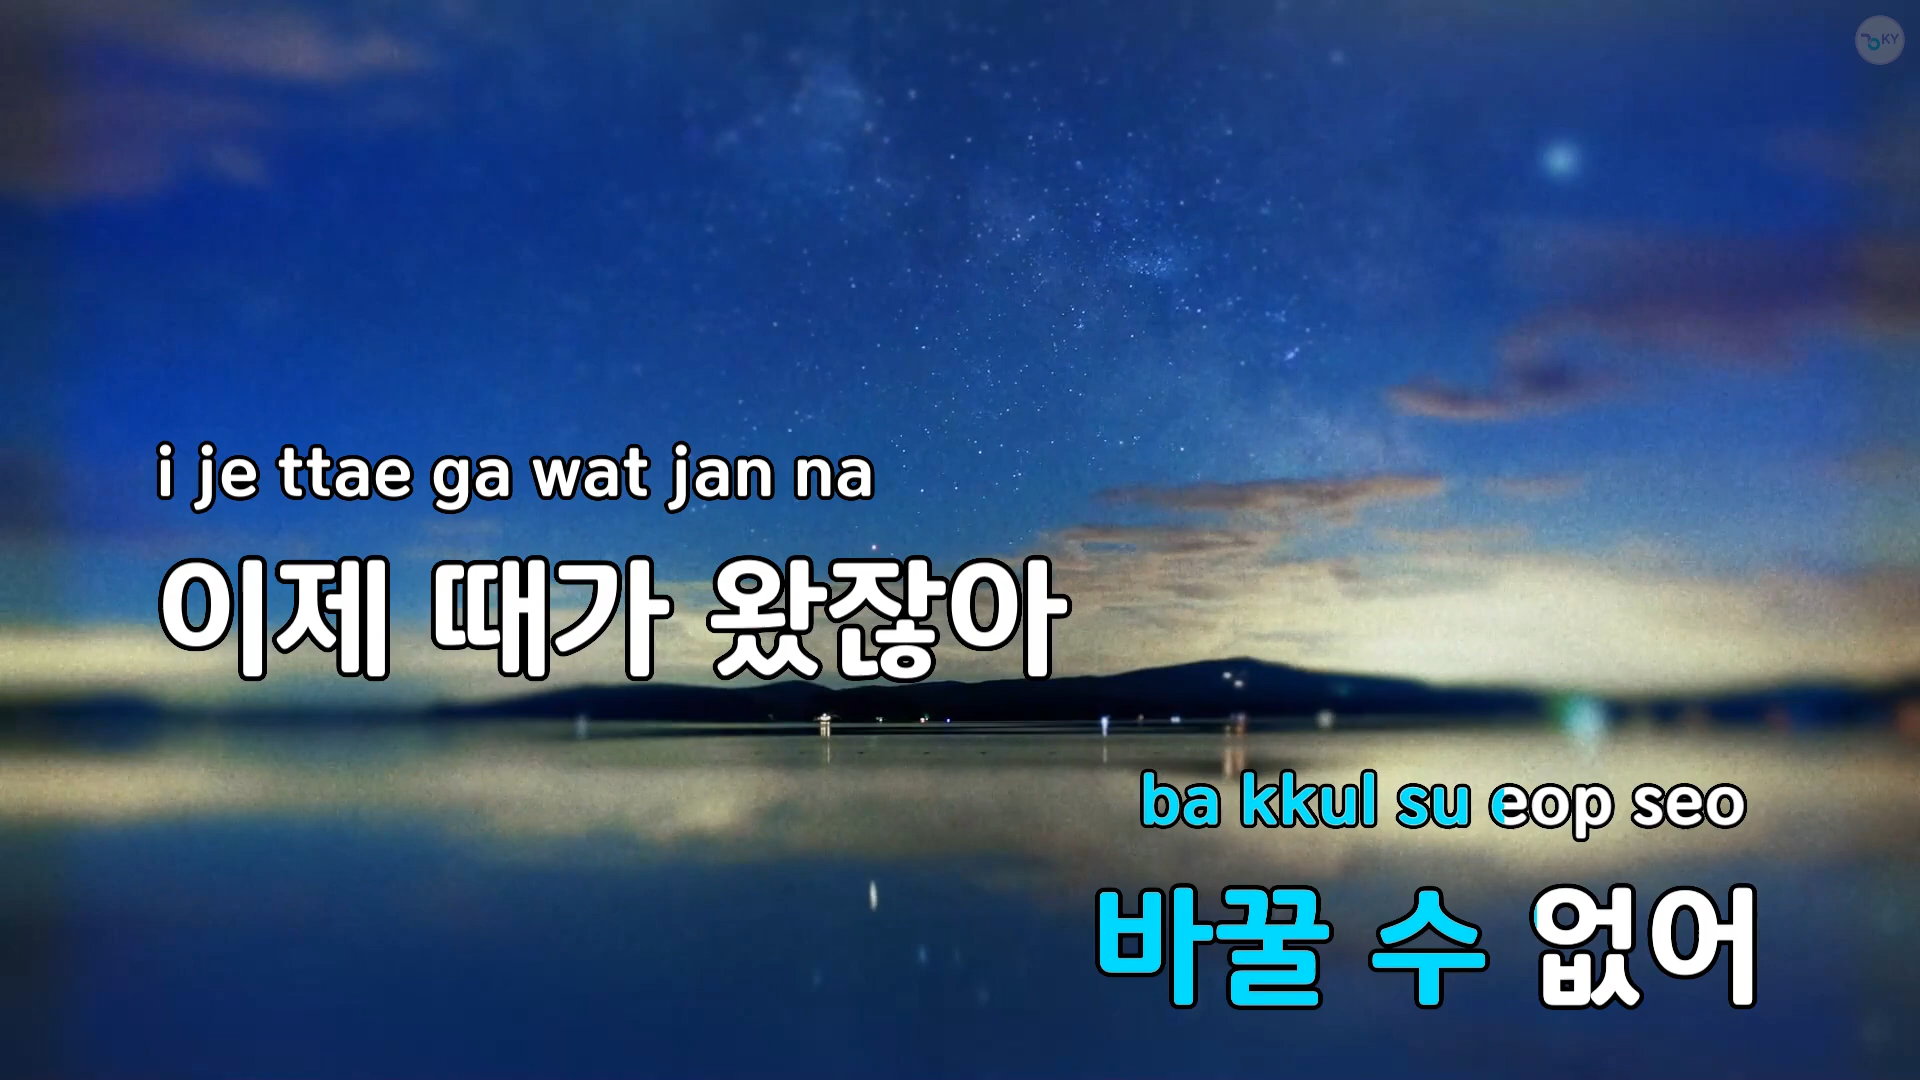 KY
i je ttae ga wat jan na
이제 때가 왔잖아
ba kkul su eop seo
바꿀 수 없어